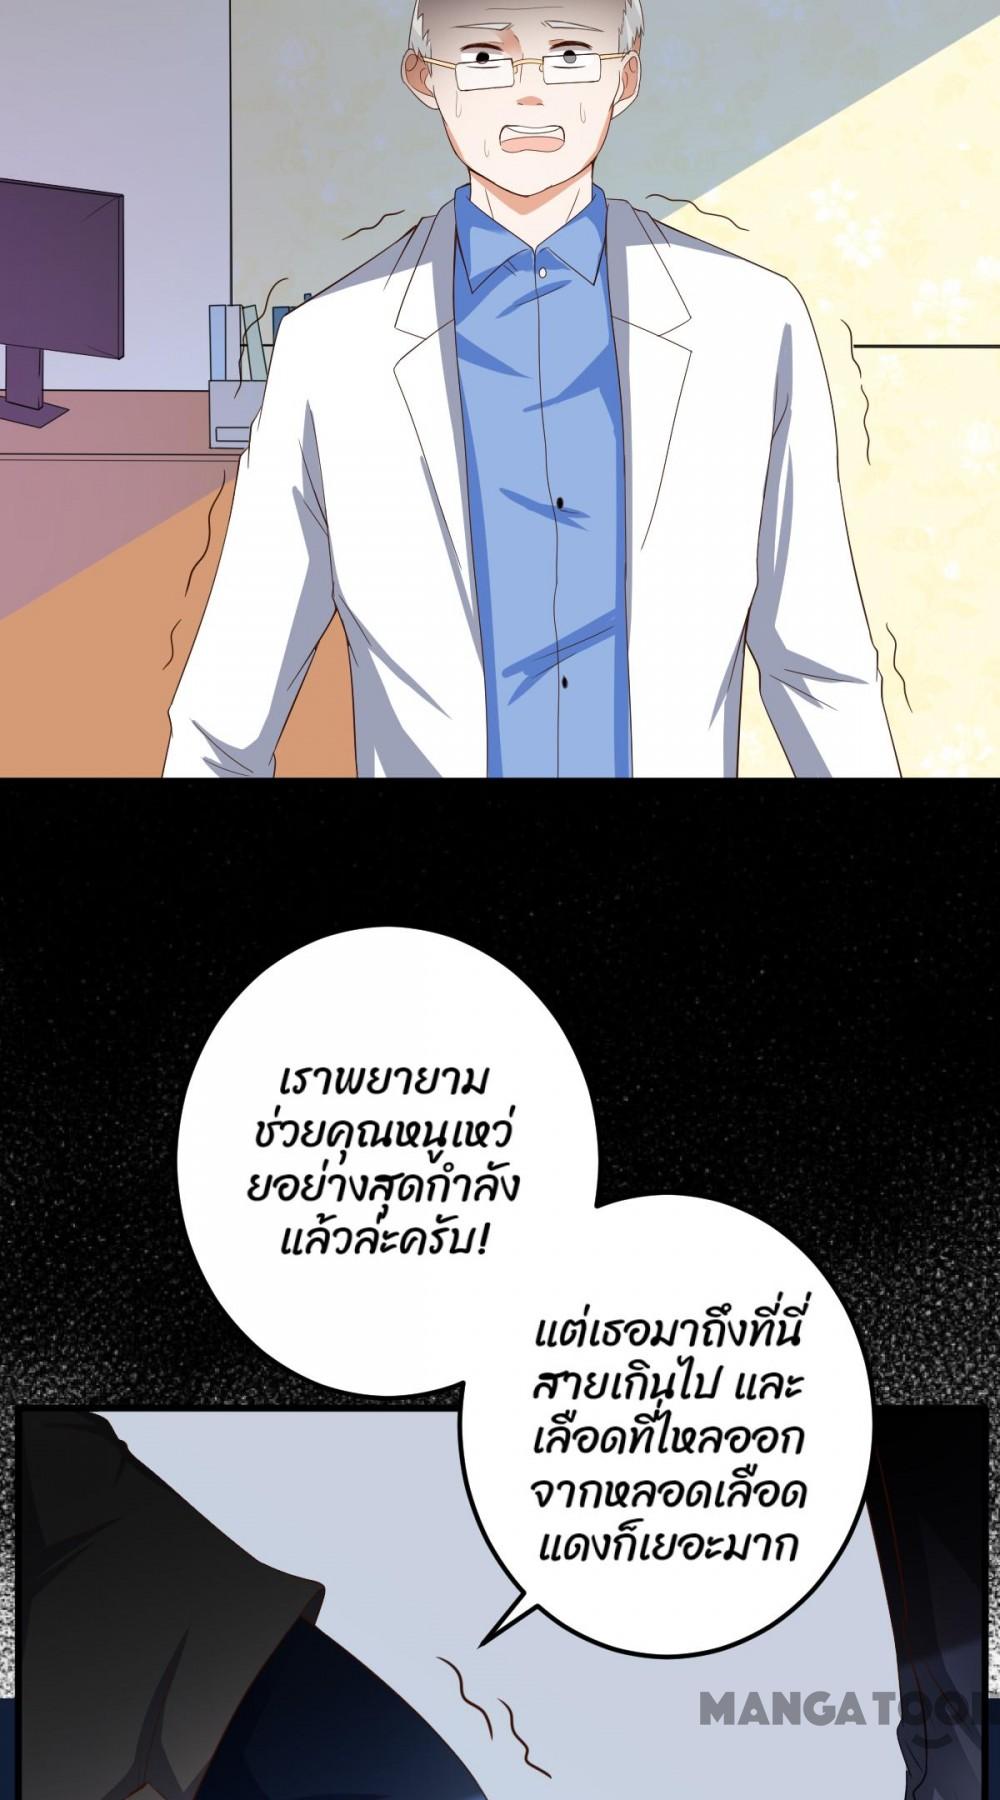 เราพยายาม
ช่วยคุณหนูเหว่
ยอย่างสุดกำลัง
แล้วล่ะครับ!
แต่เธอมาถึงที่นี่
สายเกินไป และ
เลือดที่ไหลออก
จากหลอดเลือด
แดงก็เยอะมาก
MANGATOON